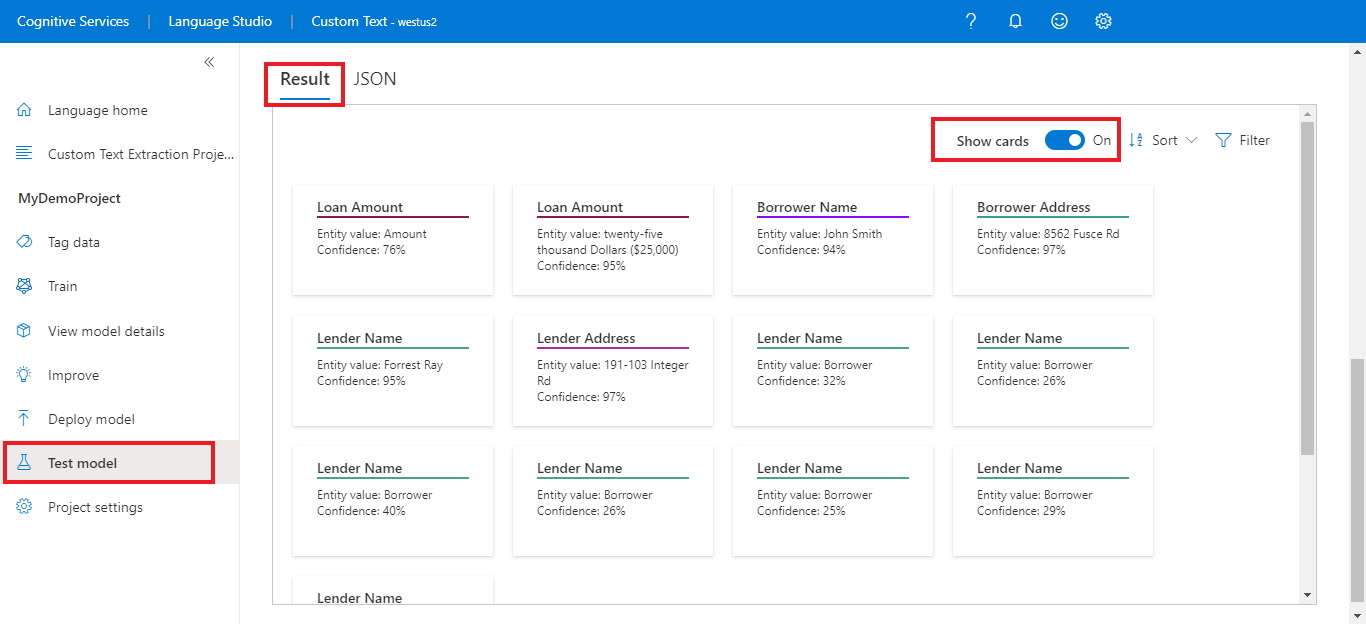 Cognitive Services | Language Studio | Custom Text - westus2
Result JSON
Show cards On Sort Filter
Language home
Custom Text Extraction Proje...
MyDemoProject
Tag data
Train
View model details
Improve
Deploy model
Test model
Project settings
Loan Amount
Entity value: Amount
Confidence: 76%
Loan Amount
Entity value: twenty-five
thousand Dollars ($25,000)
Confidence: 95%
Borrower Name
Entity value: John Smith
Confidence: 94%
Borrower Address
Entity value: 8562 Fusce Rd
Confidence: 97%
Lender Name
Entity value: Forrest Ray
Confidence: 95%
Lender Address
Entity value: 191-103 Integer
Rd
Confidence: 97%
Lender Name
Entity value: Borrower
Confidence: 32%
Lender Name
Entity value: Borrower
Confidence: 26%
Lender Name
Entity value: Borrower
Confidence: 40%
Lender Name
Entity value: Borrower
Confidence: 26%
Lender Name
Entity value: Borrower
Confidence: 25%
Lender Name
Entity value: Borrower
Confidence: 29%
Lender Name